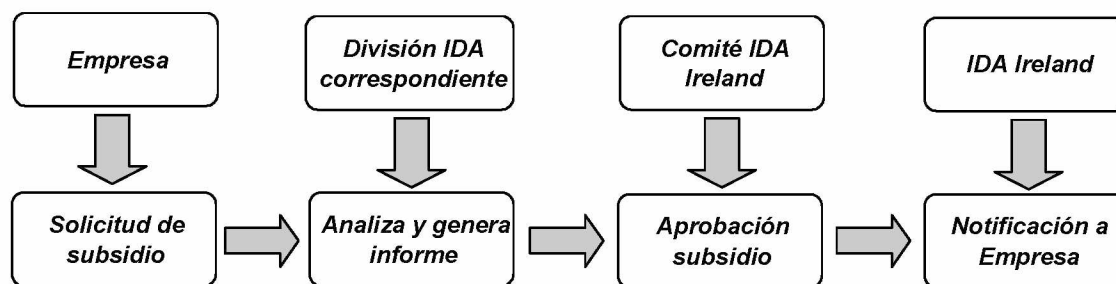 Empresa
División IDA
correspondiente
Comité IDA
Ireland
IDA Ireland
Solicitud de
subsidio
Analiza y genera
informe
Aprobación
subsidio
Notificación a
Empresa